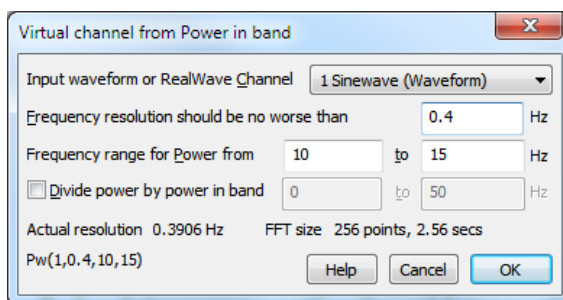 Virtual channel from Power in band
Input waveform or RealWave Channel 1 Sinewave (Waveform)
Frequency resolution should be no worse than 0.4 Hz
Frequency range for Power from 10 to 15 Hz
Divide power by power in band 0 to 50 Hz
Actual resolution 0.3906 Hz FFT size 256 points, 2.56 secs
Pw(1,0.4,10,15) Help Cancel OK